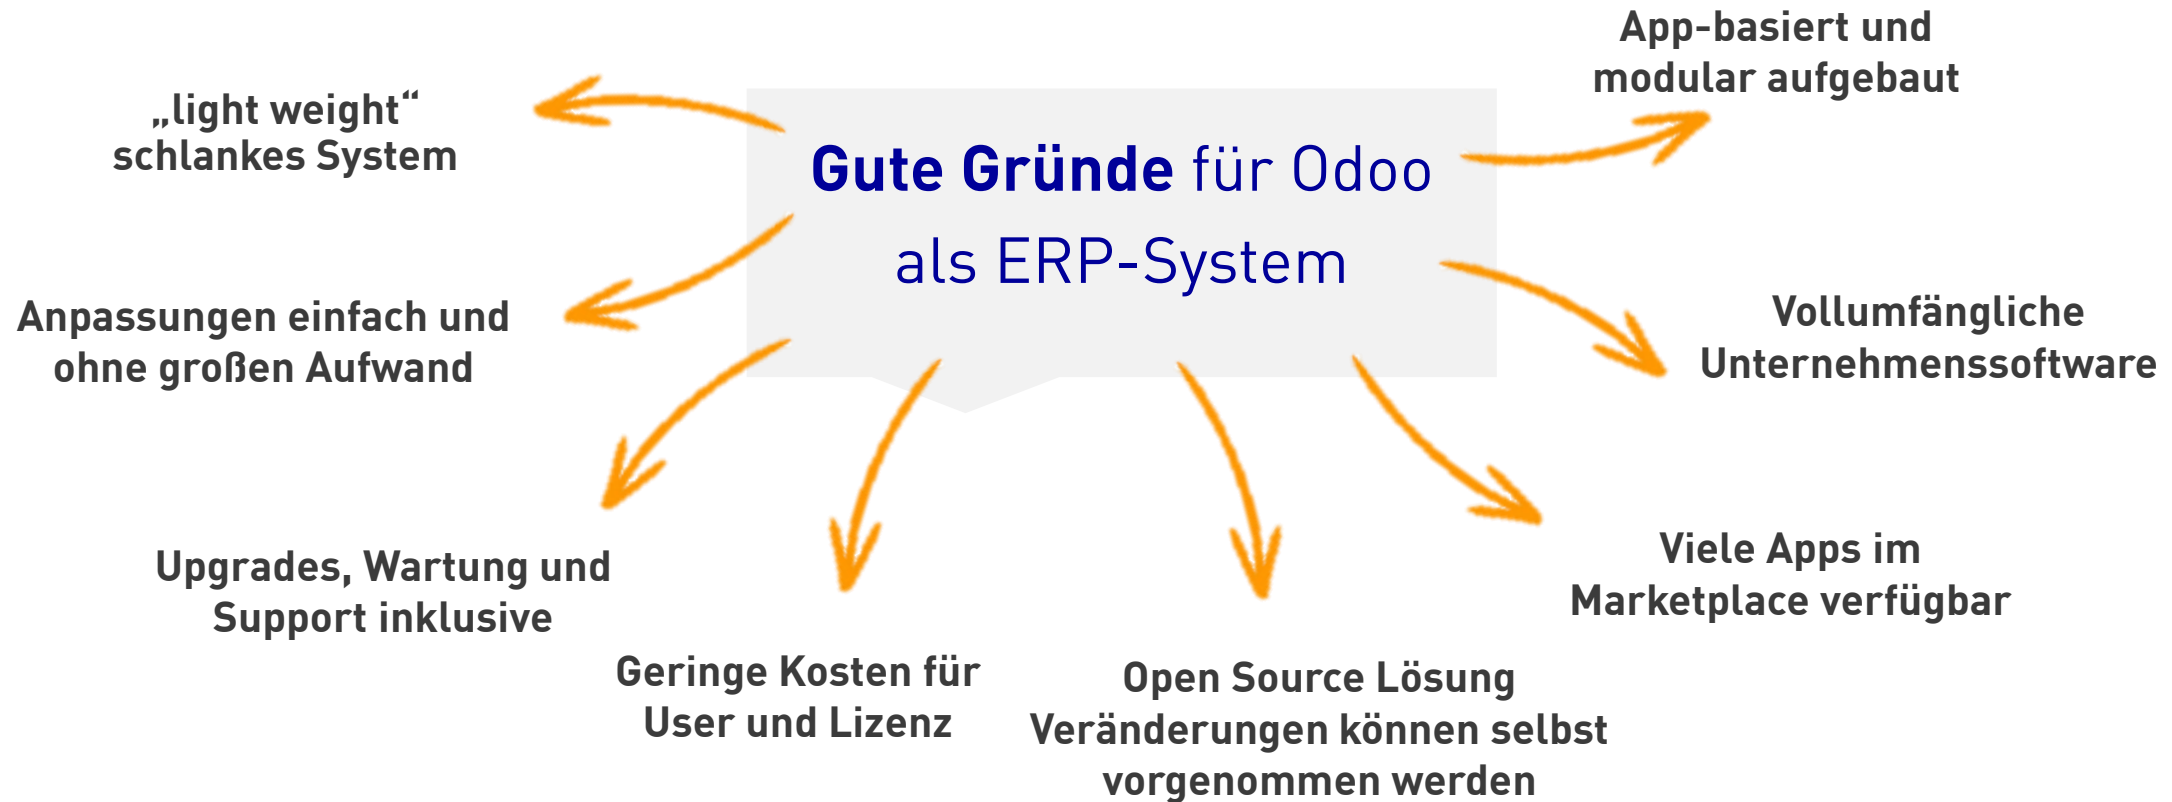 Gute Gründe für Odoo
als ERP-System
„light weight“
schlankes System
Anpassungen einfach und
ohne großen Aufwand
Upgrades, Wartung und
Support inklusive
Geringe Kosten für
User und Lizenz
Open Source Lösung
Veränderungen können selbst
vorgenommen werden
Viele Apps im
Marketplace verfügbar
Vollumfängliche
Unternehmenssoftware
App-basiert und
modular aufgebaut